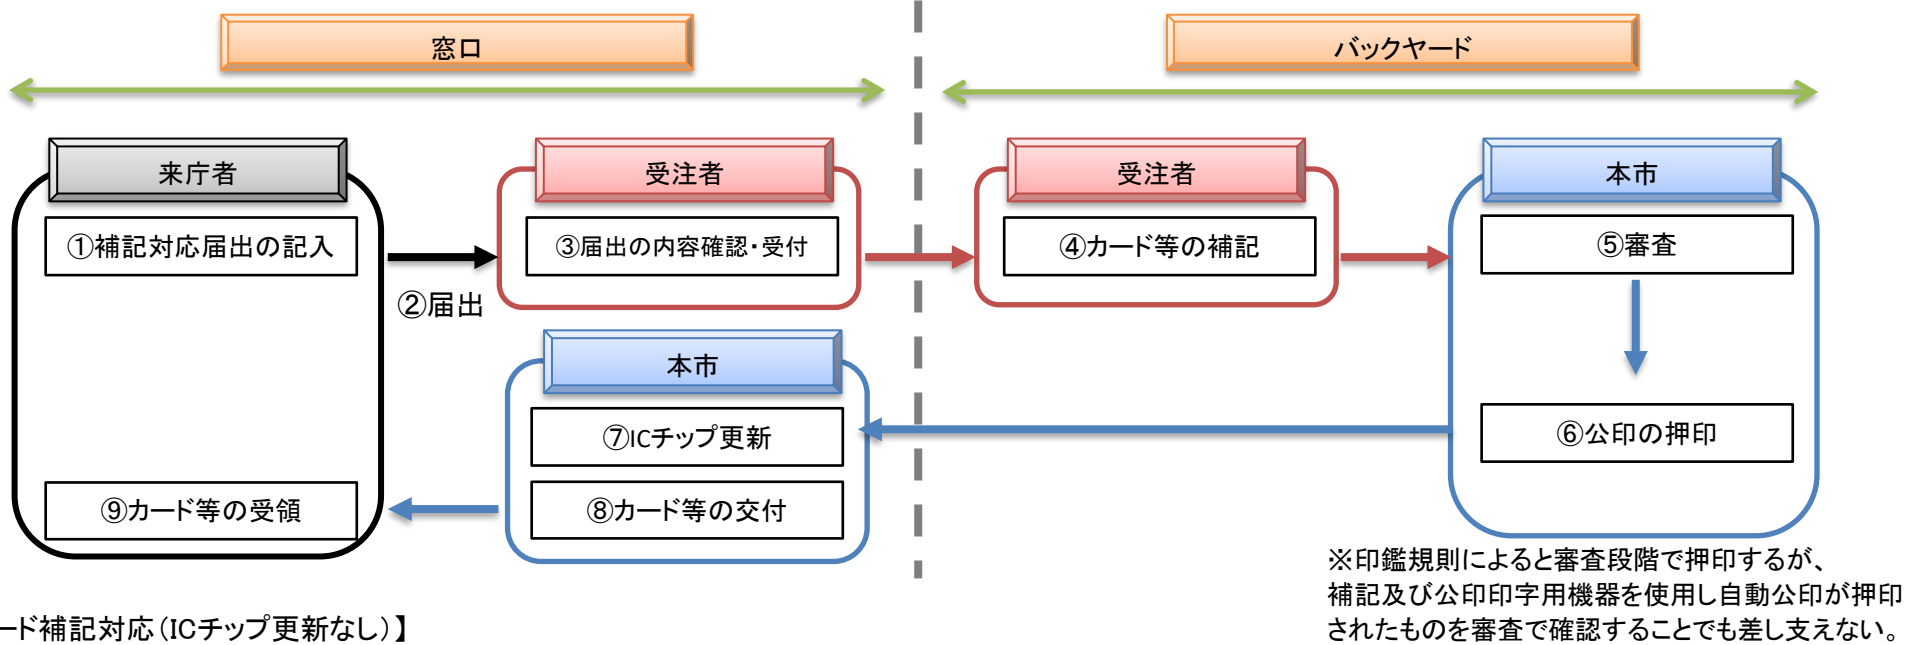 窓口
バックヤード
来庁者
受注者
受注者
本市
①補記対応届出の記入
③届出の内容確認・受付
④カード等の補記
⑤審査
②届出
本市
⑦ICチップ更新
⑥公印の押印
⑨カード等の受領
⑧カード等の交付
※印鑑規則によると審査段階で押印するが、
補記及び公印印字用機器を使用し自動公印が押印
されたものを審査で確認することでも差し支えない。
ード補記対応(ICチップ更新なし)】